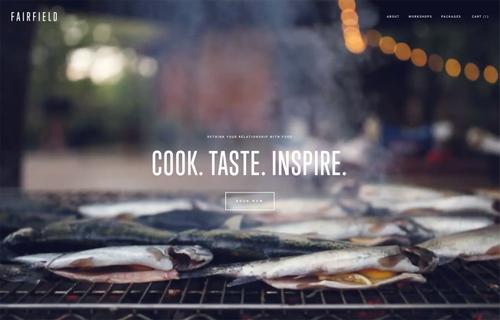 FAIRFIELD
ABOUT
WORKSHOPS
PACKAGES
CART (1)
RETHINK YOUR RELATIONSHIP WITH FOOD
COOK. TASTE. INSPIRE.
BOOK NOW